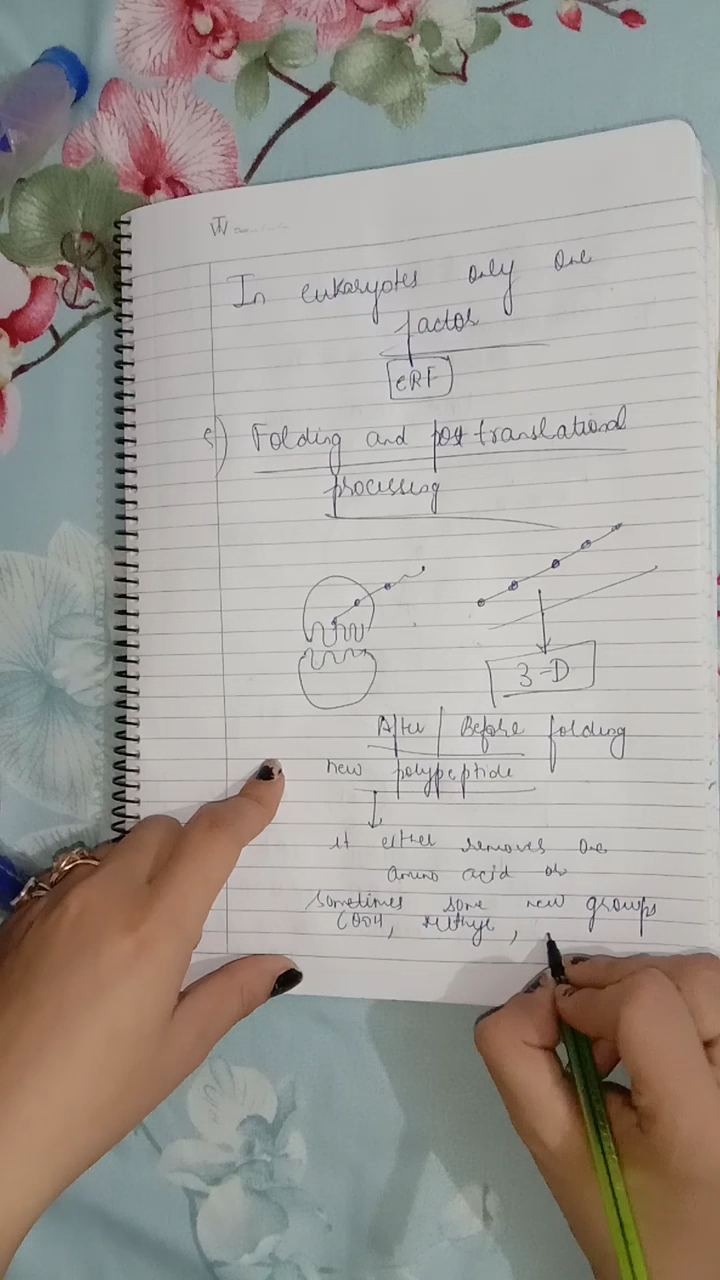 In eukaryotes only one
factor
eRF
5) Folding and post translational
processing
3-D
After / Before folding
new polypeptide
it either removes one
amino acid or
sometimes some new groups
COOH, methyl,